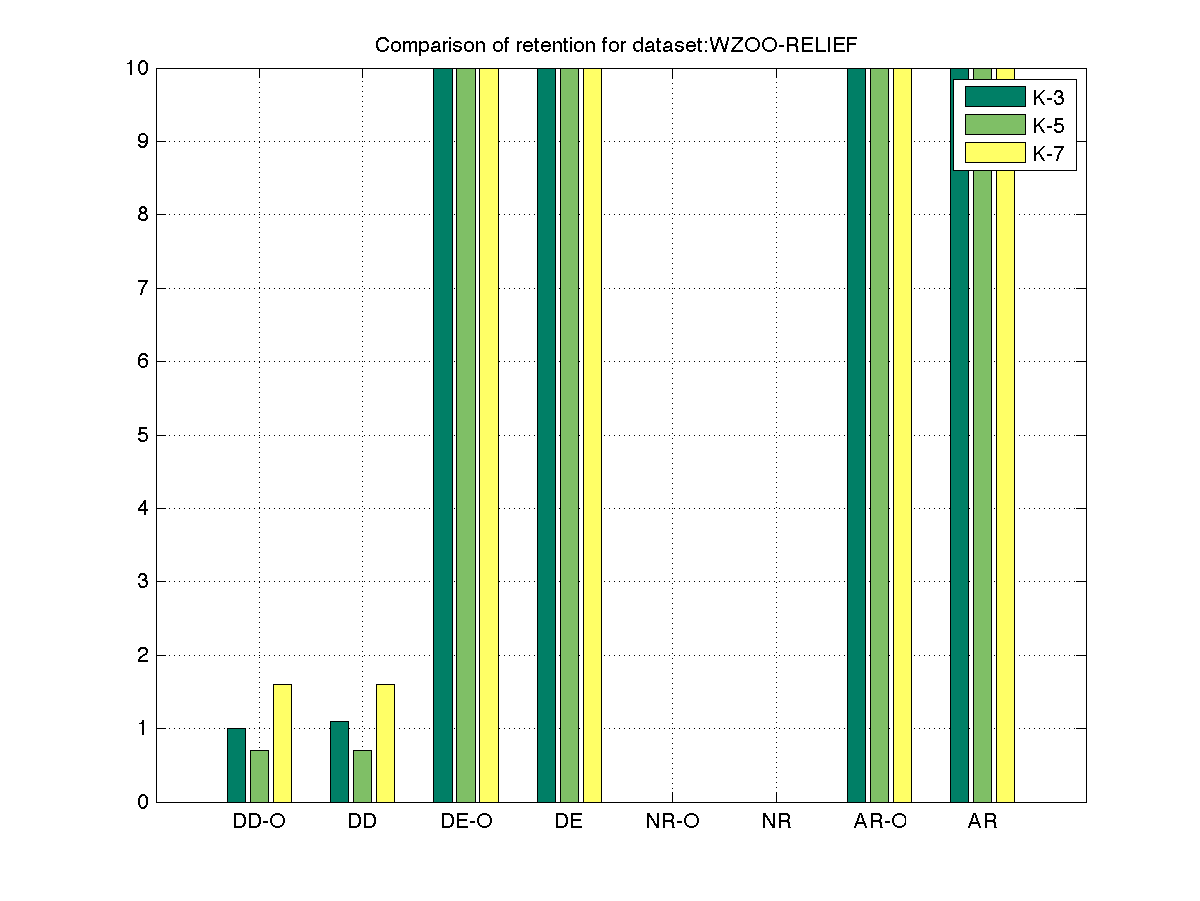 Comparison of retention for dataset:WZOO-RELIEF
10
9
8
7
6
5
4
3
2
1
0
K-3
K-5
K-7
DD-O DD DE-O DE NR-O NR AR-O AR